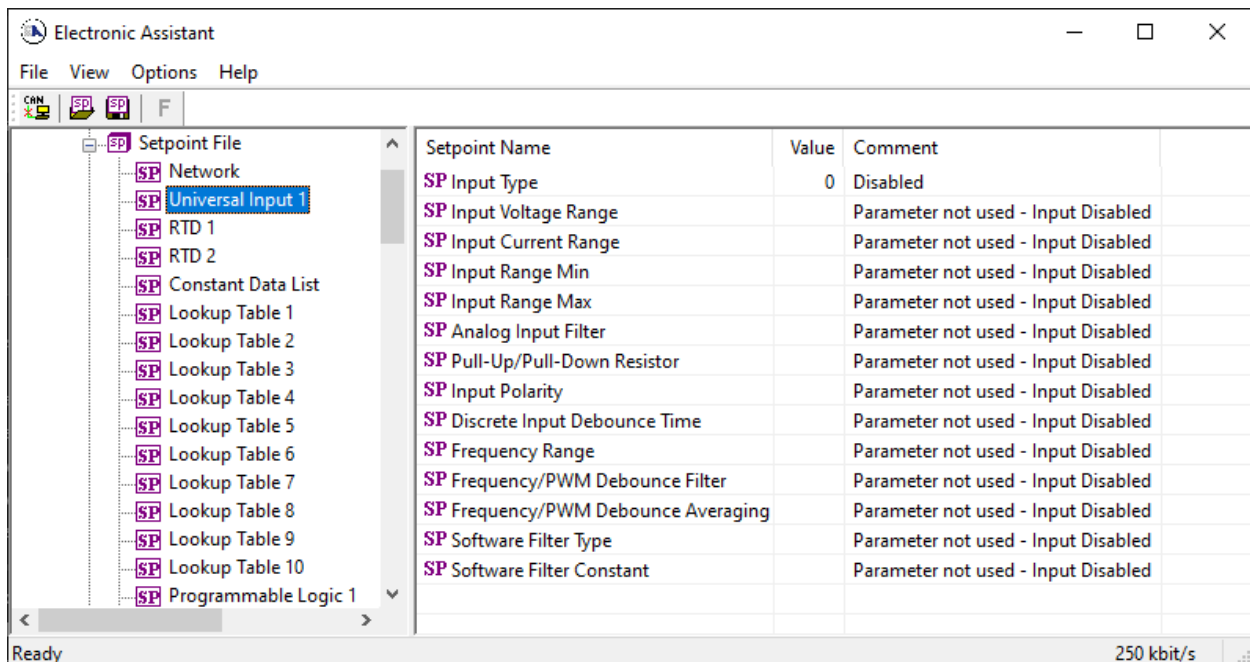 Electronic Assistant
File View Options Help
CAN SP SP F
SP Setpoint File
SP Network
SP Universal Input 1
SP RTD 1
SP RTD 2
SP Constant Data List
SP Lookup Table 1
SP Lookup Table 2
SP Lookup Table 3
SP Lookup Table 4
SP Lookup Table 5
SP Lookup Table 6
SP Lookup Table 7
SP Lookup Table 8
SP Lookup Table 9
SP Lookup Table 10
SP Programmable Logic 1
Setpoint Name Value Comment
SP Input Type 0 Disabled
SP Input Voltage Range Parameter not used - Input Disabled
SP Input Current Range Parameter not used - Input Disabled
SP Input Range Min Parameter not used - Input Disabled
SP Input Range Max Parameter not used - Input Disabled
SP Analog Input Filter Parameter not used - Input Disabled
SP Pull-Up/Pull-Down Resistor Parameter not used - Input Disabled
SP Input Polarity Parameter not used - Input Disabled
SP Discrete Input Debounce Time Parameter not used - Input Disabled
SP Frequency Range Parameter not used - Input Disabled
SP Frequency/PWM Debounce Filter Parameter not used - Input Disabled
SP Frequency/PWM Debounce Averaging Parameter not used - Input Disabled
SP Software Filter Type Parameter not used - Input Disabled
SP Software Filter Constant Parameter not used - Input Disabled
Ready 250 kbit/s